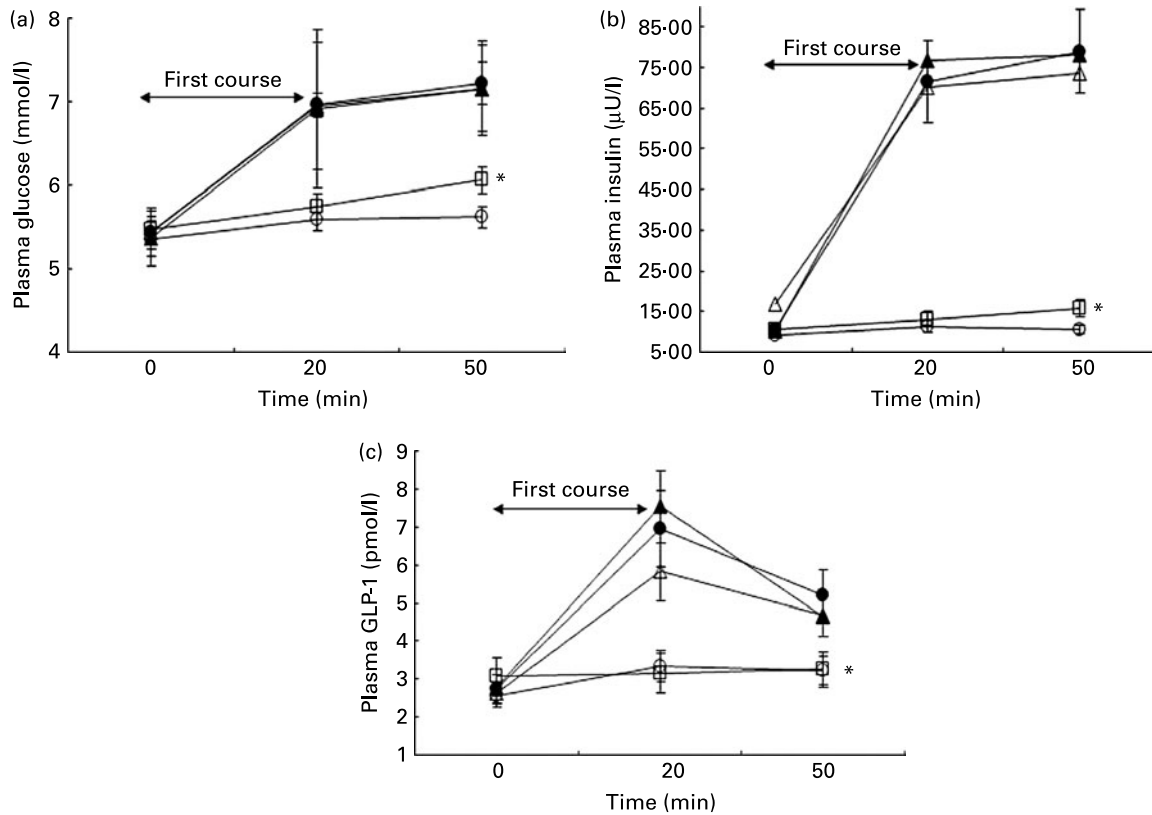 (a)
8
7
6
5
4
Plasma glucose (mmol/l)
First course
*
0
20
50
Time (min)
(b)
85·00
75·00
65·00
55·00
45·00
35·00
25·00
15·00
5·00
Plasma insulin (μU/l)
First course
*
0
20
50
Time (min)
(c)
9
8
7
6
5
4
3
2
1
Plasma GLP-1 (pmol/l)
First course
*
0
20
50
Time (min)